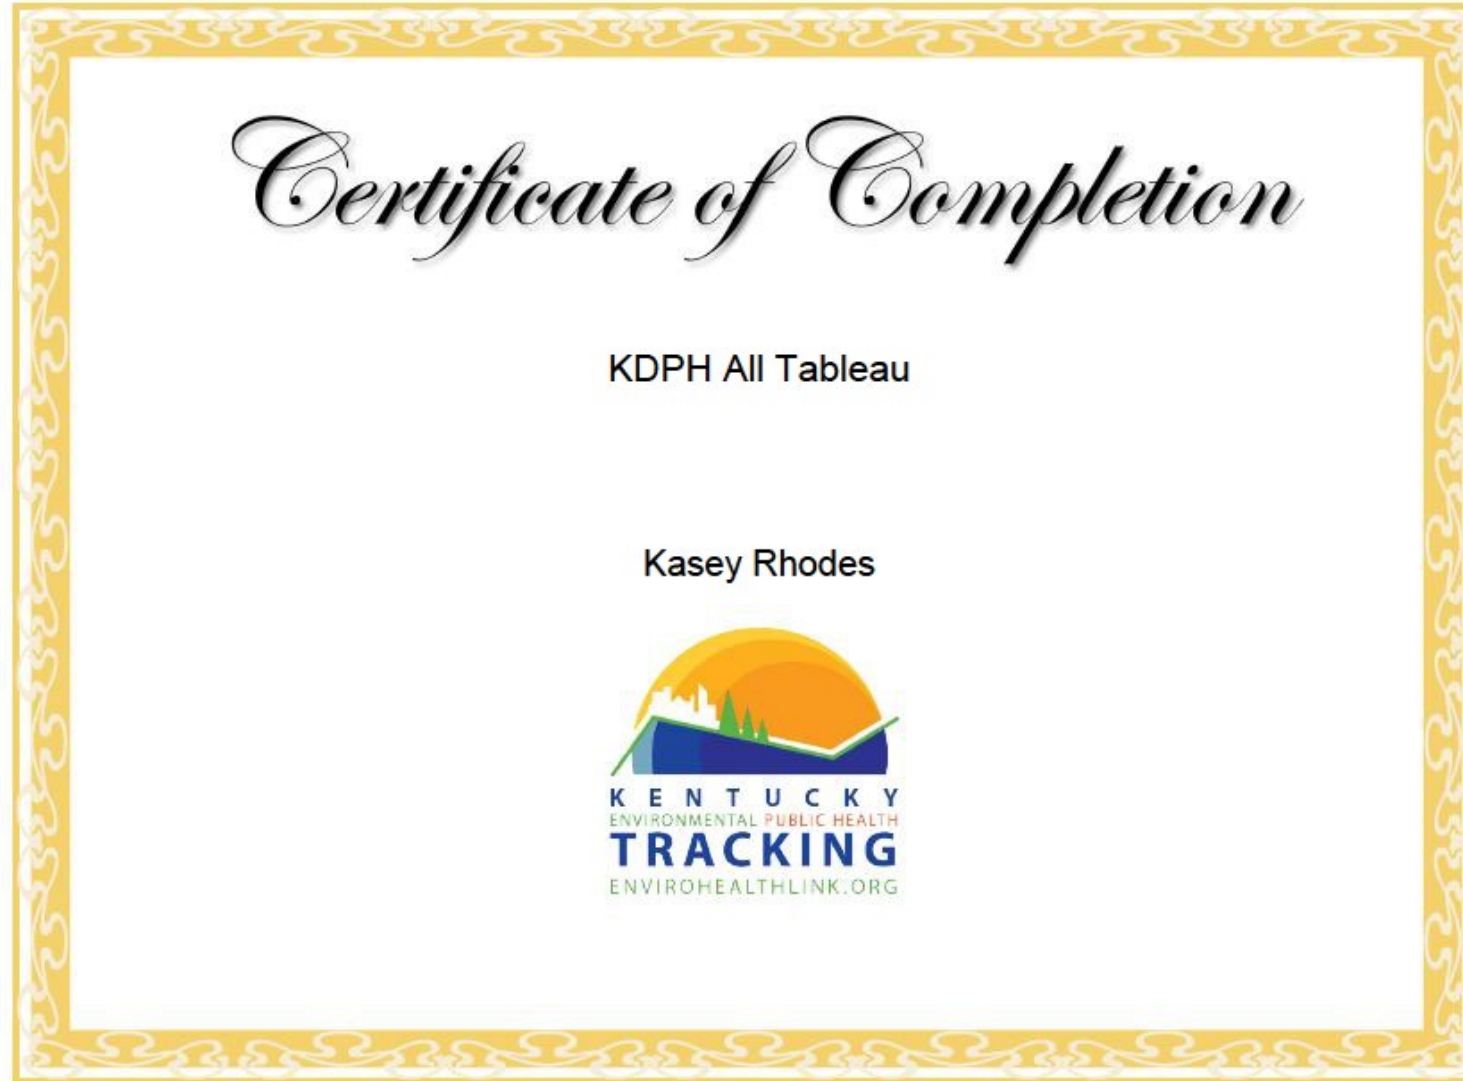 Certificate of Completion
KDPH All Tableau
Kasey Rhodes
KENTUCKY
ENVIRONMENTAL PUBLIC HEALTH
TRACKING
ENVIROHEALTHLINK.ORG